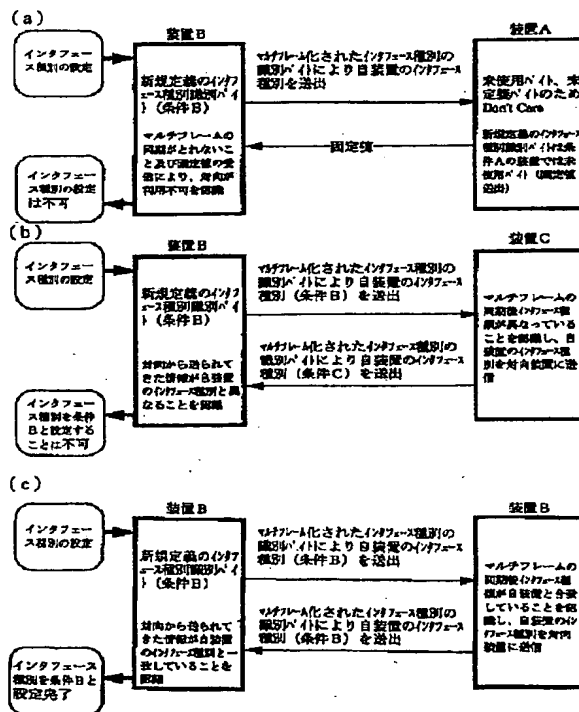 (a)
装置B
装置A
インタフェー
ス種別の設定
新規定義のインタフ
ェース種別識別バイ
ト(条件B)
マルチフレームの
同期がとれないこ
と及び固定値の受
信により、対向が
利用不可を認識
マルチフレーム化されたインタフェース種別の
識別バイトにより自装置のインタフェース
種別を送出
固定値
未使用バイト、未
定義バイトのため
Don't Care
新規定義のインタフェース
種別識別バイトは条
件Aの装置では未
使用バイト(固定値
送出)
インタフェー
ス種別の設定
は不可
(b)
装置B
装置C
インタフェー
ス種別の設定
新規定義のインタフ
ェース種別識別バイ
ト(条件B)
対向から送られて
きた情報が自装置
のインタフェース種別と異
なることを認識
マルチフレーム化されたインタフェース種別の
識別バイトにより自装置のインタフェース
種別(条件B)を送出
マルチフレーム化されたインタフェース種別の
識別バイトにより自装置のインタフェース
種別(条件C)を送出
マルチフレームの
同期後インタフェース種
別が異なっている
ことを認識し、自
装置のインタフェース種
別を対向装置に送
信
インタフェー
ス種別を条件
Bと設定する
ことは不可
(c)
装置B
装置B
インタフェー
ス種別の設定
新規定義のインタフ
ェース種別識別バイ
ト(条件B)
対向から送られて
きた情報が自装置
のインタフェース種別と一
致していることを
認識
マルチフレーム化されたインタフェース種別の
識別バイトにより自装置のインタフェース
種別(条件B)を送出
マルチフレーム化されたインタフェース種別の
識別バイトにより自装置のインタフェース
種別(条件B)を送出
マルチフレームの
同期後インタフェース種
別が自装置と合致
していることを認
識し、自装置のイン
タフェース種別を対向
装置に送信
インタフェース
種別を条件Bと
設定完了